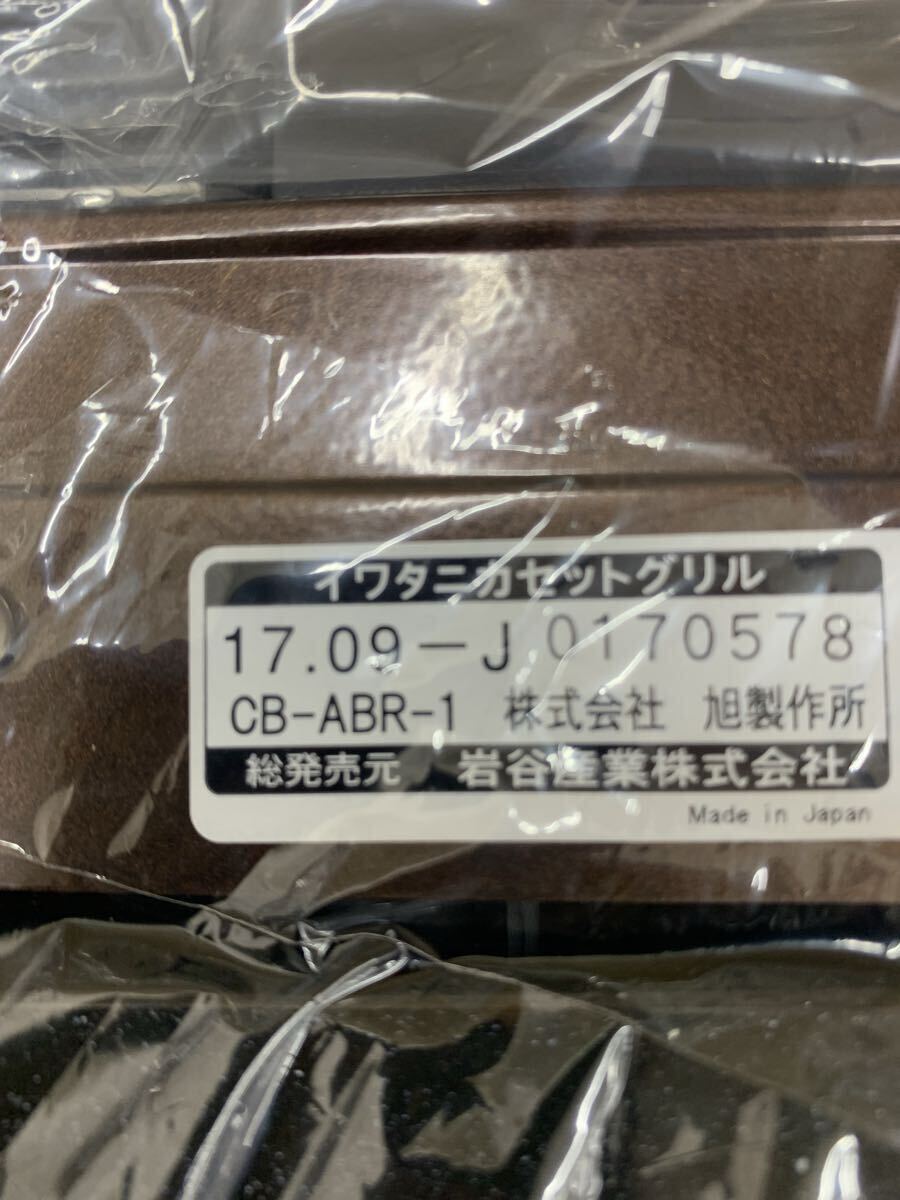 イワタニカセットグリル
17.09-J 0170578
CB-ABR-1 株式会社 旭製作所
総発売元 岩谷産業株式会社
Made in Japan